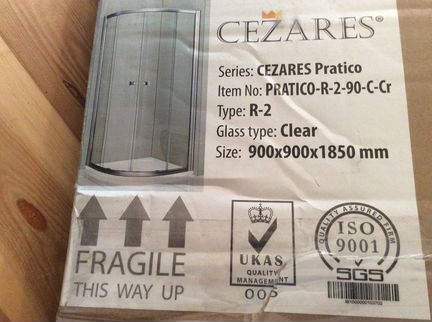 CEZARES®
Series: CEZARES Pratico
Item No: PRATICO-R-2-90-C-Cr
Type: R-2
Glass type: Clear
Size: 900x900x1850 mm
FRAGILE
THIS WAY UP
UKAS
QUALITY
MANAGEMENT
005
QUALITY ASSURED FIRM
ISO
9001
SGS